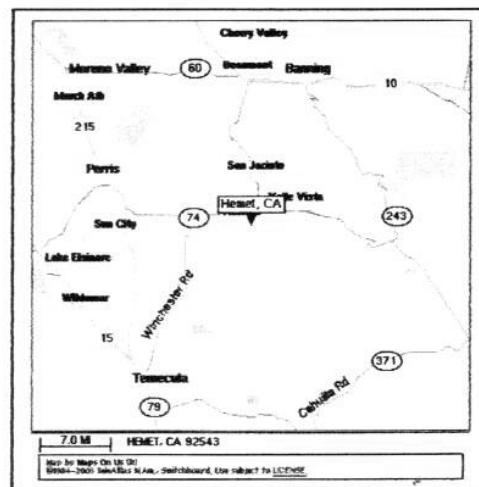 Cherry Valley
Moreno Valley
60
Beaumont
Banning
10
March Afb
215
Perris
San Jacinto
Valle Vista
Hemet, CA
Sun City
74
243
Lake Elsinore
Winchester Rd
Wildomar
15
371
Temecula
Cahuilla Rd
79
7.0 MI
HEMET, CA 92543
Map by Maps On Us (R)
Switchboard, Use subject to LICENSE